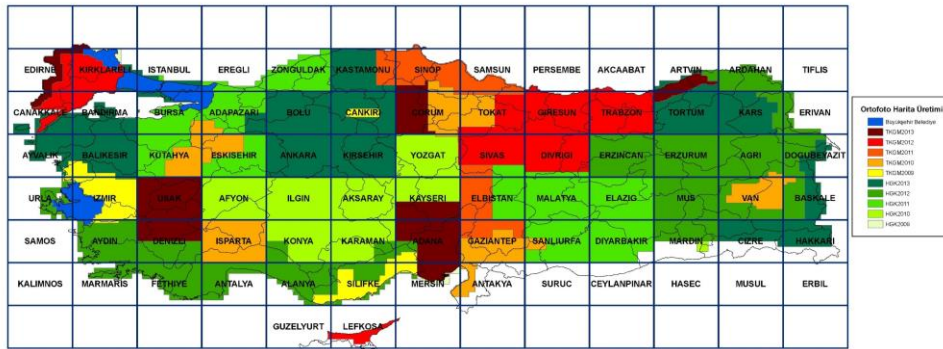 EDIRNE KIRKLARELI ISTANBUL EREGLI ZONGULDAK KASTAMONU SINOP SAMSUN PERSEMBE AKCAABAT ARTVIN ARDAHAN TIFLIS
CANAKKALE BANDIRMA BURSA ADAPAZARI BOLU CANKIRI CORUM TOKAT GIRESUN TRABZON TORTUM KARS ERIVAN
AYVALIK BALIKESIR KUTAHYA ESKISEHIR ANKARA KIRSEHIR YOZGAT SIVAS DIVRIGI ERZINCAN ERZURUM AGRI DOGUBEYAZIT
URLA IZMIR USAK AFYON ILGIN AKSARAY KAYSERI ELBISTAN MALATYA ELAZIG MUS VAN BASKALE
SAMOS AYDIN DENIZLI ISPARTA KONYA KARAMAN ADANA GAZIANTEP SANLIURFA DIYARBAKIR MARDIN CIZRE HAKKARI
KALIMNOS MARMARIS FETHIYE ANTALYA ALANYA SILIFKE MERSIN ANTAKYA SURUC CEYLANPINAR HASEC MUSUL ERBIL
GUZELYURT LEFKOSA
Ortofoto Harita Üretimi
Büyükşehir Belediye
TKGM2013
TKGM2012
TKGM2011
TKGM2010
TKGM2009
HGK2013
HGK2012
HGK2011
HGK2010
HGK2009